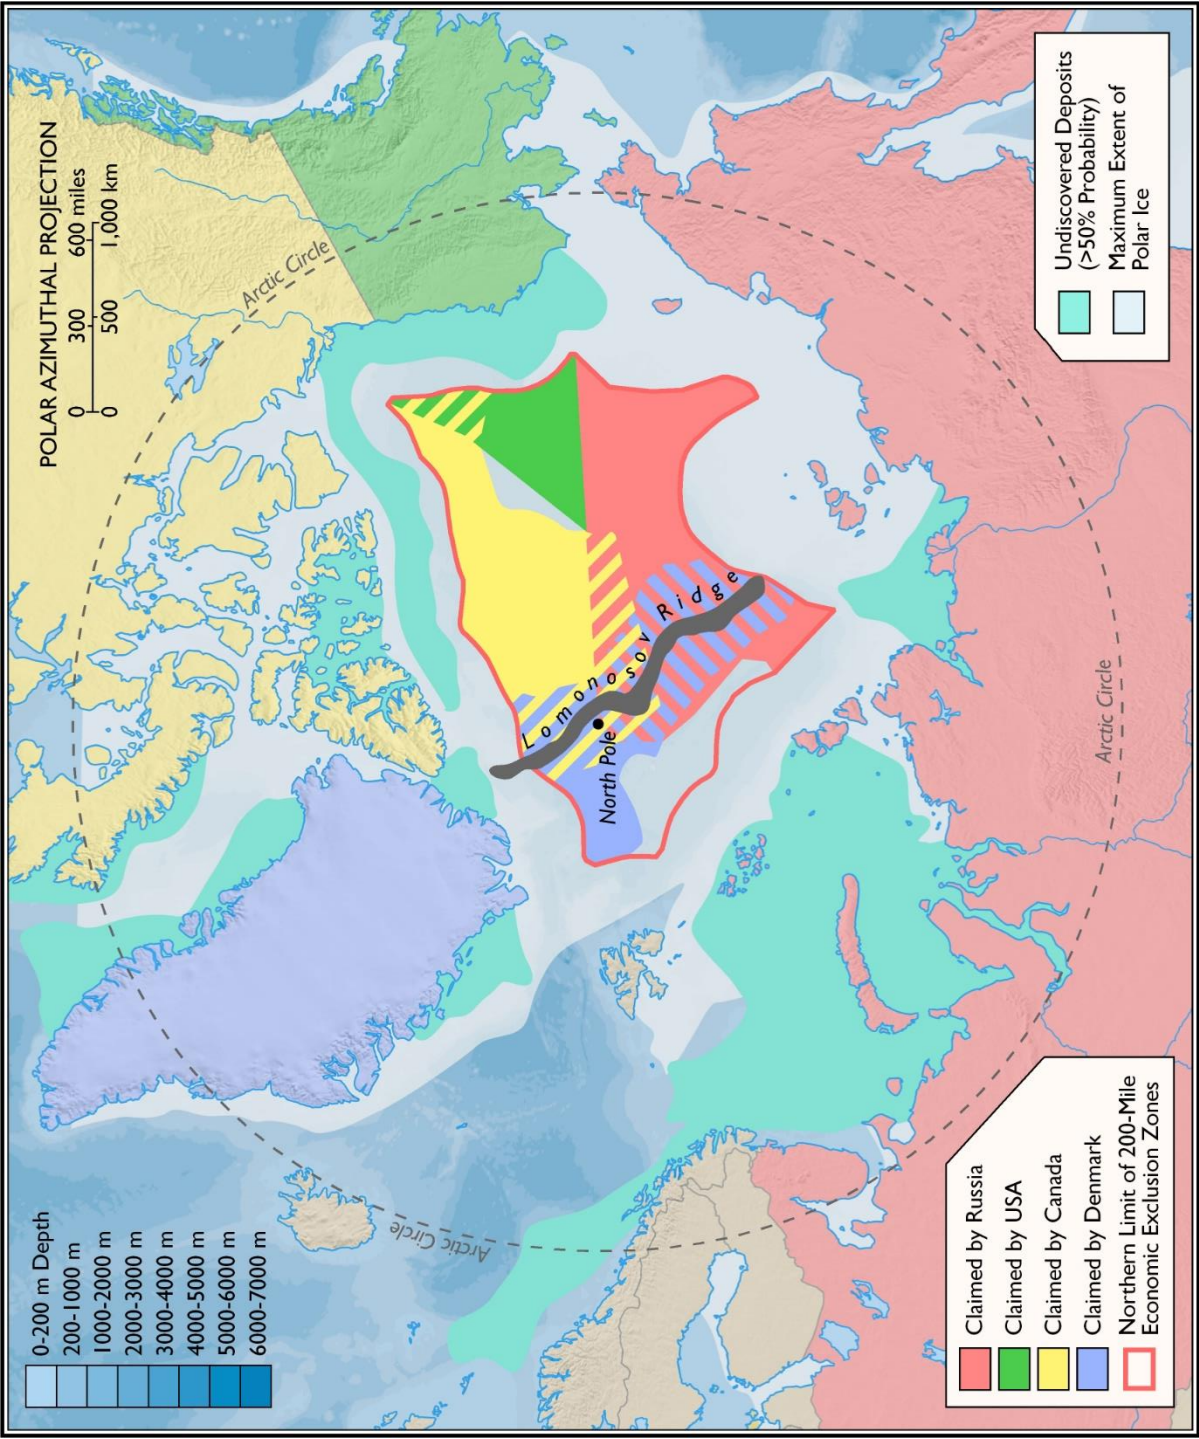 0-200 m Depth
200-1000 m
1000-2000 m
2000-3000 m
3000-4000 m
4000-5000 m
5000-6000 m
6000-7000 m
POLAR AZIMUTHAL PROJECTION
0 300 600 miles
0 500 1,000 km
Arctic Circle
Arctic Circle
Lomonosov Ridge
North Pole
Arctic Circle
Claimed by Russia
Claimed by USA
Claimed by Canada
Claimed by Denmark
Northern Limit of 200-Mile
Economic Exclusion Zones
Undiscovered Deposits
(>50% Probability)
Maximum Extent of
Polar Ice